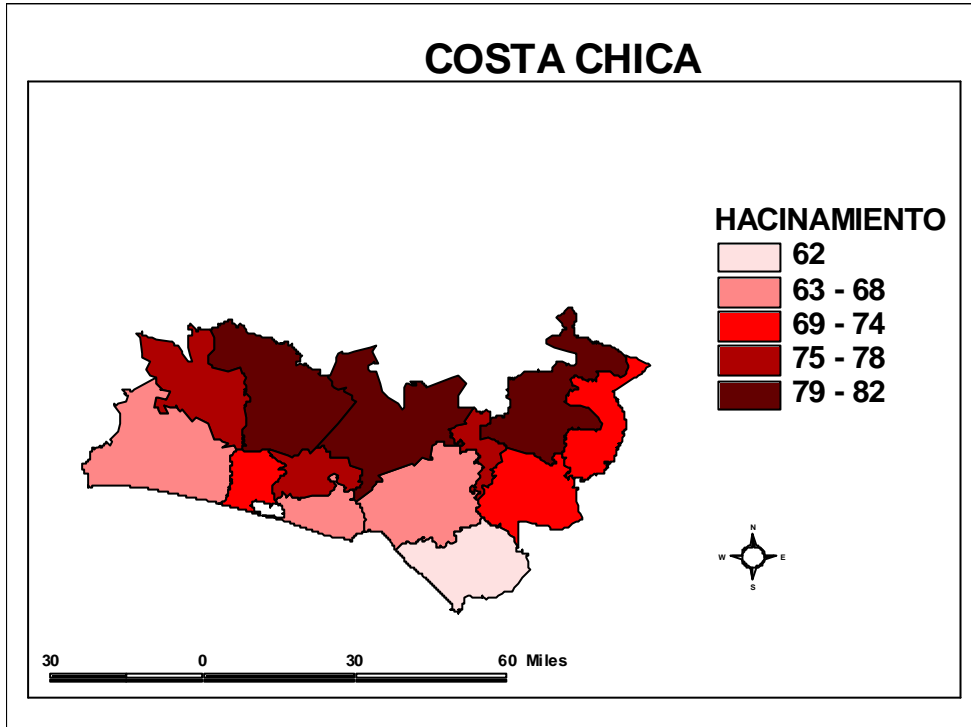 COSTA CHICA
HACINAMIENTO
62
63 - 68
69 - 74
75 - 78
79 - 82
N
W E
S
30 0 30 60 Miles